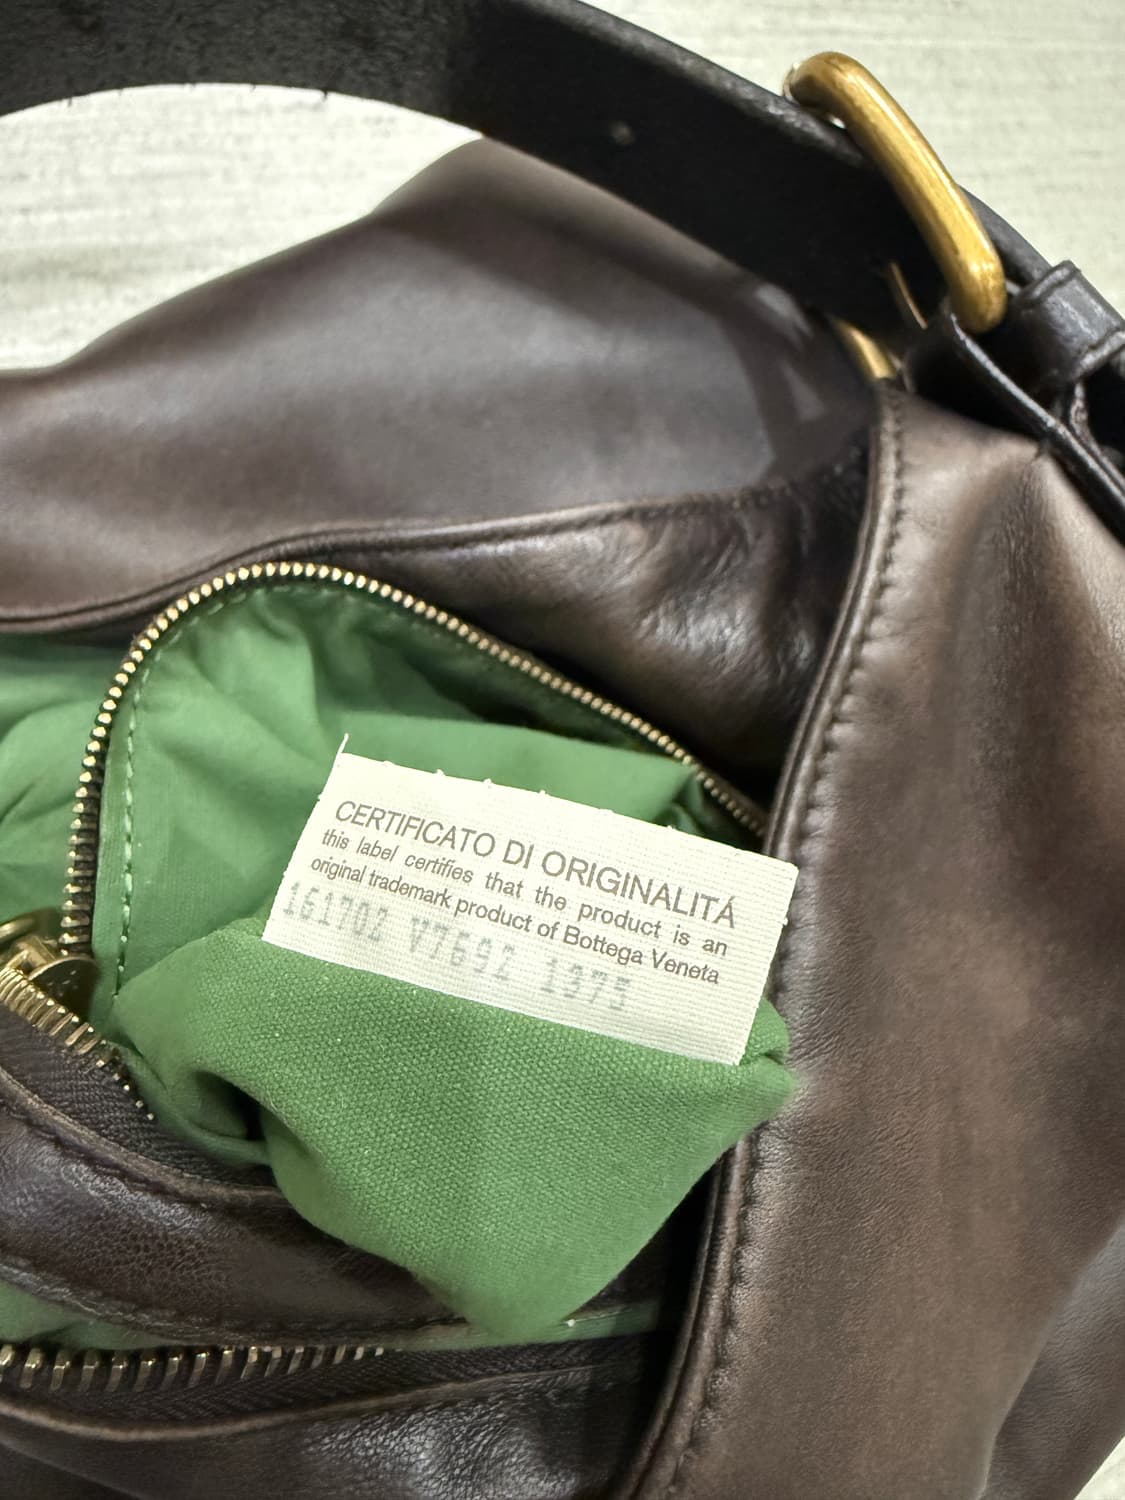 CERTIFICATO DI ORIGINALITÁ
this label certifies that the product is an
original trademark product of Bottega Veneta
161702 V7692 1375